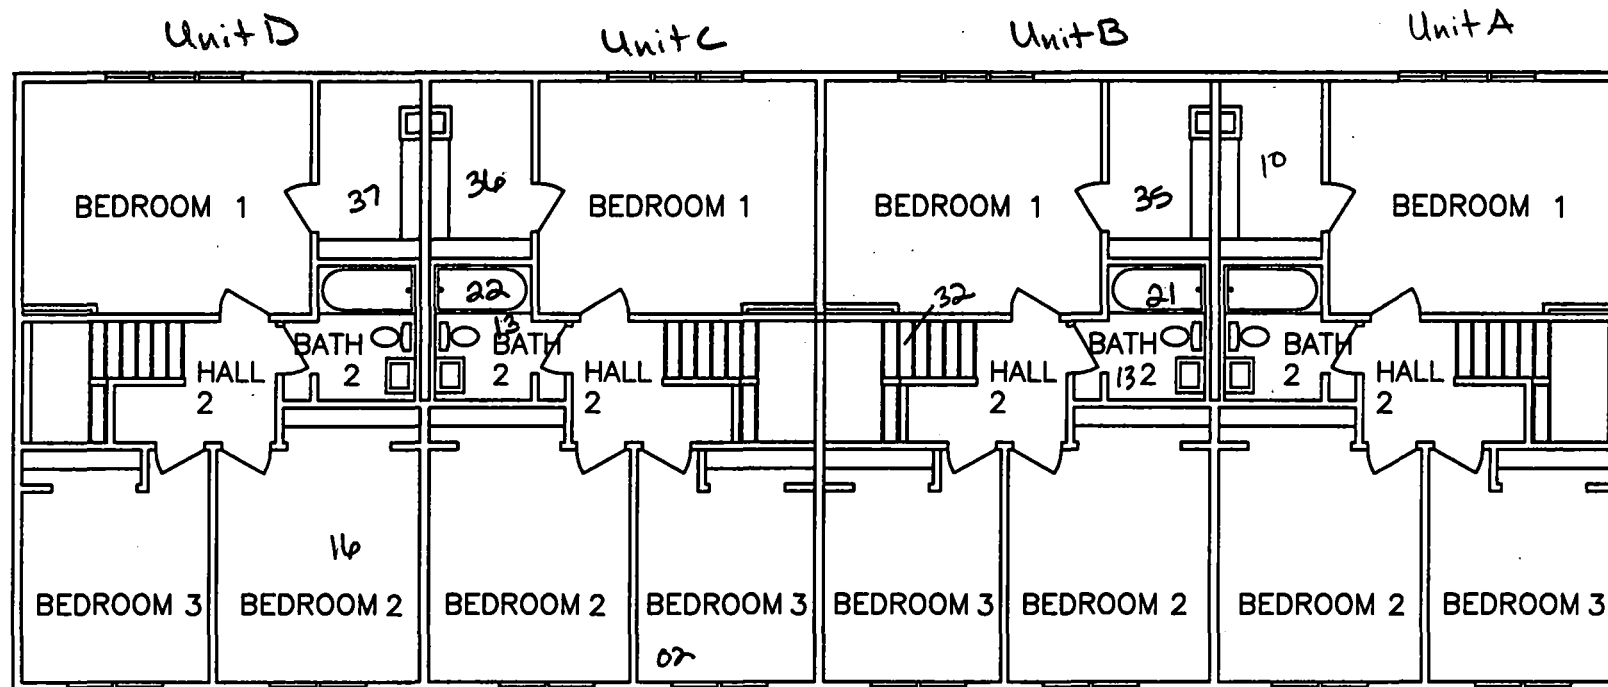 Unit D Unit C Unit B Unit A
37 36 35 10
BEDROOM 1 BEDROOM 1 BEDROOM 1 BEDROOM 1
22 32 21
13
BATH 2 BATH 2 BATH 2 BATH 2
13
HALL 2 HALL 2 HALL 2 HALL 2
16
BEDROOM 3 BEDROOM 2 BEDROOM 2 BEDROOM 3 BEDROOM 3 BEDROOM 2 BEDROOM 2 BEDROOM 3
02